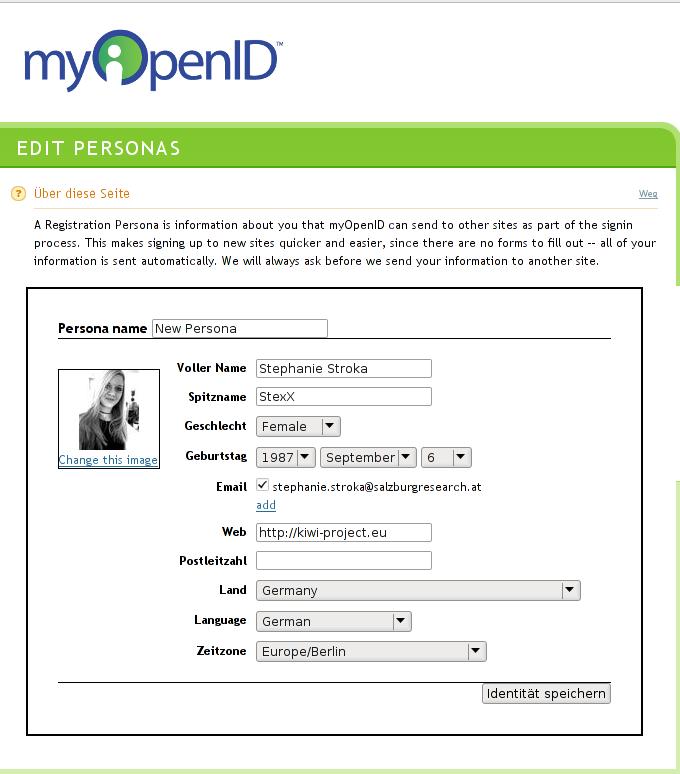 myOpenID™
EDIT PERSONAS
? Über diese Seite Weg
A Registration Persona is information about you that myOpenID can send to other sites as part of the signin
process. This makes signing up to new sites quicker and easier, since there are no forms to fill out -- all of your
information is sent automatically. We will always ask before we send your information to another site.
Persona name New Persona
Voller Name Stephanie Stroka
Spitzname StexX
Geschlecht Female
Geburtstag 1987 September 6
Change this image
Email stephanie.stroka@salzburgresearch.at
add
Web http://kiwi-project.eu
Postleitzahl
Land Germany
Language German
Zeitzone Europe/Berlin
Identität speichern